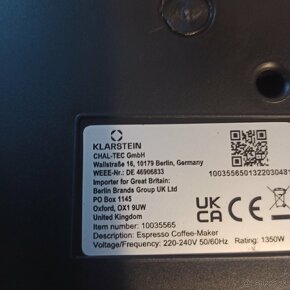 KLARSTEIN
CHAL-TEC GmbH
Wallstraße 16, 10179 Berlin, Germany
WEEE-Nr.: DE 46906833
Importer for Great Britain:
Berlin Brands Group UK Ltd
PO Box 1145
Oxford, OX1 9UW
United Kingdom
1003556501322030481
UK
CA
Item number: 10035565
Description: Espresso Coffee-Maker
Voltage/Frequency: 220-240V 50/60Hz Rating: 1350W